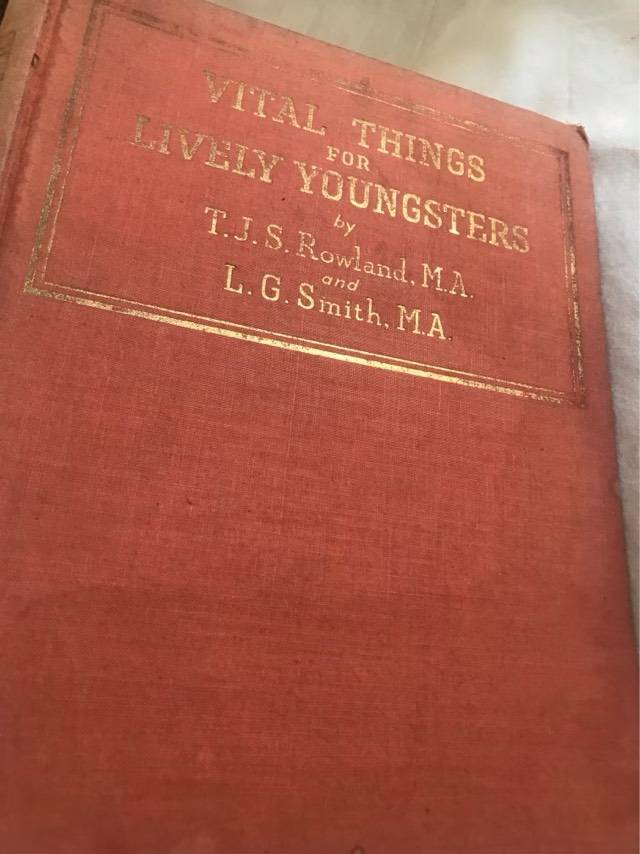 VITAL THINGS
FOR
LIVELY YOUNGSTERS
by
T.J.S. Rowland, M.A.
and
L.G. Smith, M.A.